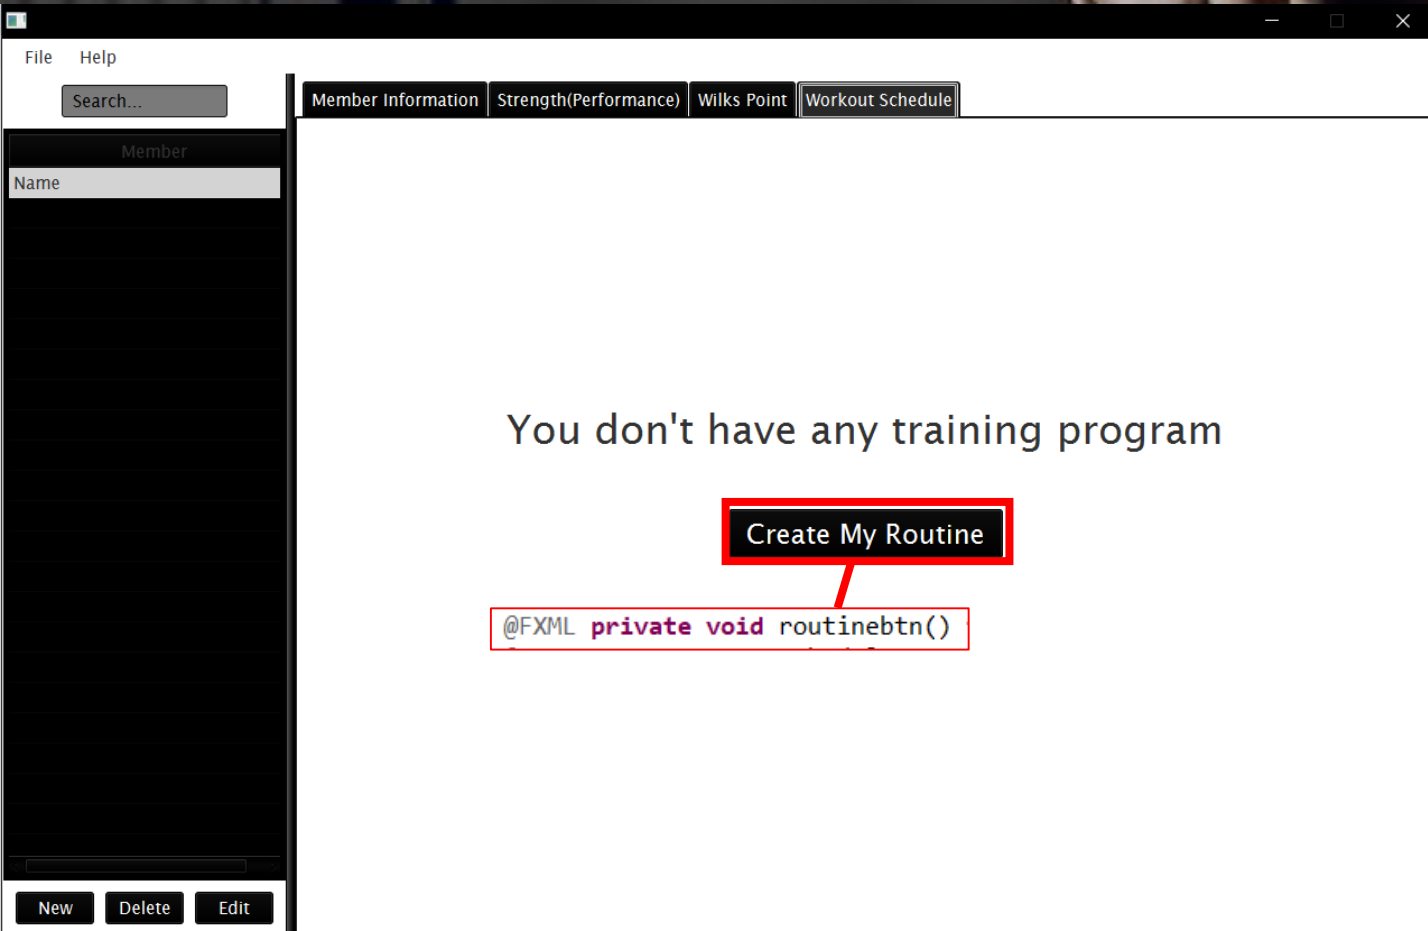 File Help
Search...
Member Information Strength(Performance) Wilks Point Workout Schedule
Member
Name
You don't have any training program
Create My Routine
@FXML private void routinebtn()
New Delete Edit